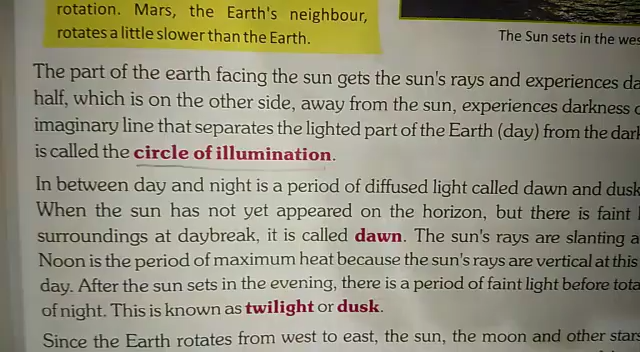 rotation. Mars, the Earth's neighbour,
rotates a little slower than the Earth.
The Sun sets in the wes
The part of the earth facing the sun gets the sun's rays and experiences da
half, which is on the other side, away from the sun, experiences darkness
imaginary line that separates the lighted part of the Earth (day) from the dark
is called the circle of illumination.
In between day and night is a period of diffused light called dawn and dusk
When the sun has not yet appeared on the horizon, but there is faint
surroundings at daybreak, it is called dawn. The sun's rays are slanting a
Noon is the period of maximum heat because the sun's rays are vertical at this
day. After the sun sets in the evening, there is a period of faint light before tota
of night. This is known as twilight or dusk.
Since the Earth rotates from west to east, the sun, the moon and other stars